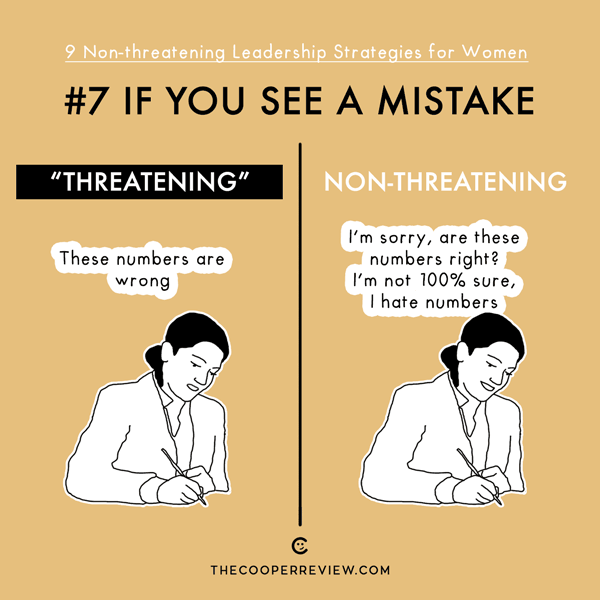 9 Non-threatening Leadership Strategies for Women
#7 IF YOU SEE A MISTAKE
“THREATENING”
These numbers are
wrong
NON-THREATENING
I'm sorry, are these
numbers right?
I'm not 100% sure,
I hate numbers
THECOOPERREVIEW.COM